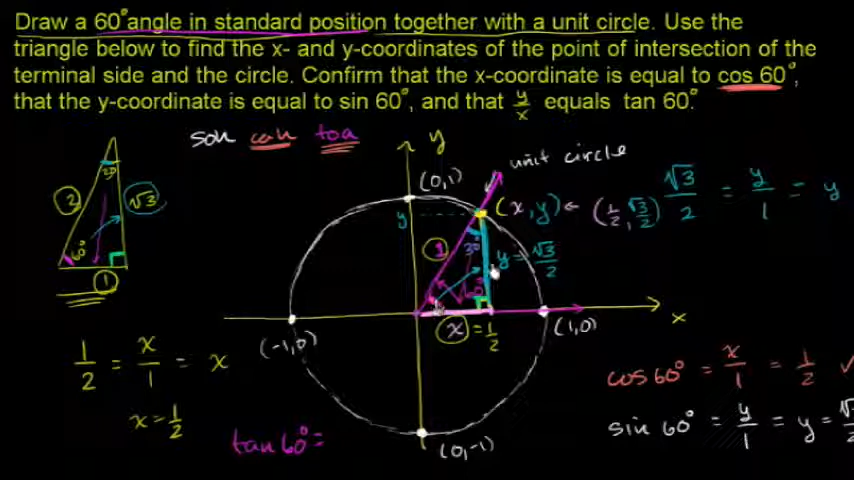 Draw a 60° angle in standard position together with a unit circle. Use the
triangle below to find the x- and y-coordinates of the point of intersection of the
terminal side and the circle. Confirm that the x-coordinate is equal to cos 60°,
that the y-coordinate is equal to sin 60°, and that y/x equals tan 60°.
soh cah toa
y
unit circle
(0,1)
2
√3
60°
1
y
(x,y) ← (1/2, √3/2)
√3/2 = y/1 = y
1
30°
60°
y = √3/2
x = 1/2
x
(-1,0)
(1,0)
1/2 = x/1 = x
x = 1/2
cos 60° = x/1 = 1/2 √
tan 60° =
(0,-1)
sin 60° = y/1 = y =